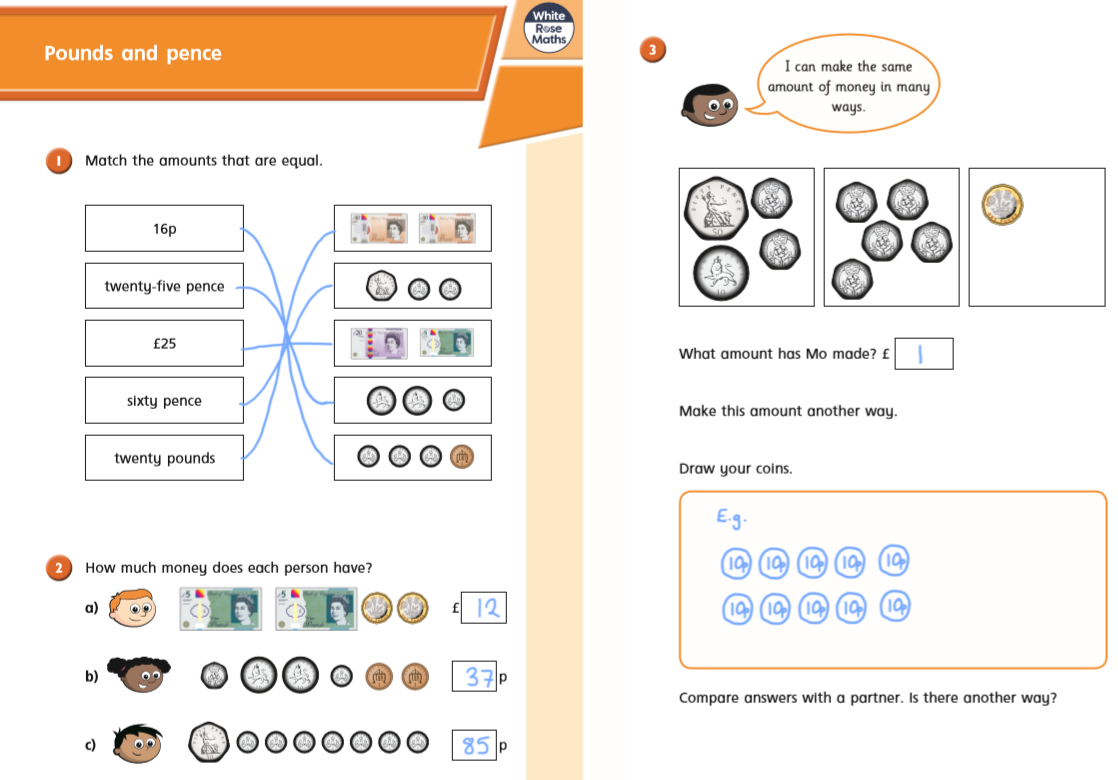 Pounds and pence
White
Rose
Maths
1 Match the amounts that are equal.
16p
twenty-five pence
£25
sixty pence
twenty pounds
2 How much money does each person have?
a) £ 12
b) 37 p
c) 85 p
3
I can make the same
amount of money in many
ways.
FIFTY PENCE
50
10
What amount has Mo made? £ 1
Make this amount another way.
Draw your coins.
E.g.
10p 10p 10p 10p 10p
10p 10p 10p 10p 10p
Compare answers with a partner. Is there another way?